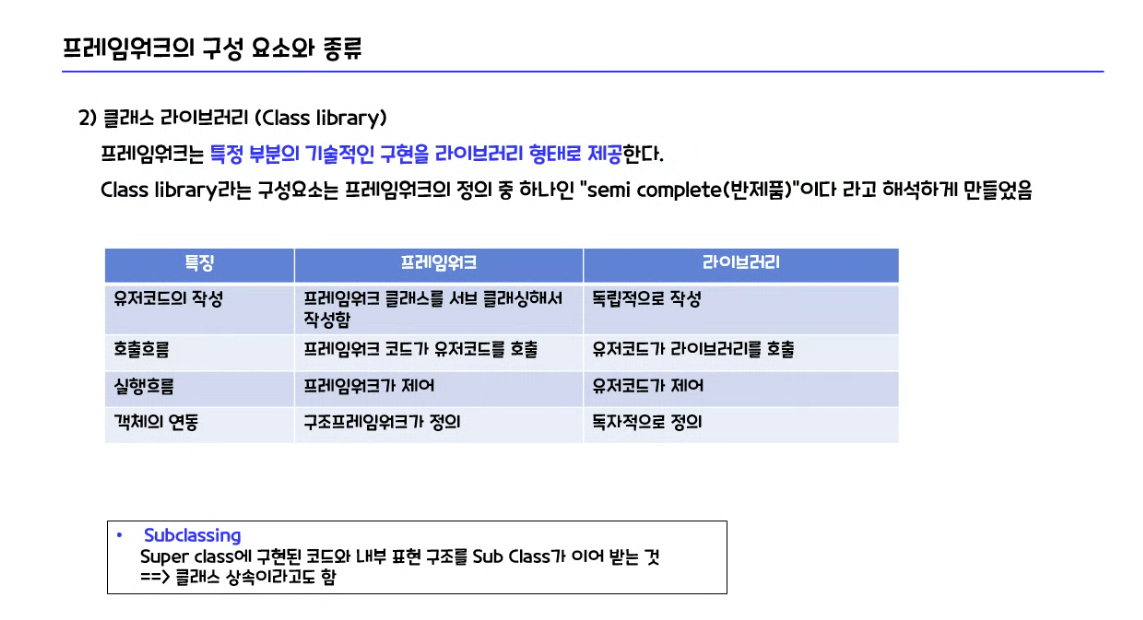 프레임워크의 구성 요소와 종류
2) 클래스 라이브러리 (Class library)
프레임워크는 특정 부분의 기술적인 구현을 라이브러리 형태로 제공한다.
Class library라는 구성요소는 프레임워크의 정의 중 하나인 "semi complete(반제품)"이다 라고 해석하게 만들었음
특징 프레임워크 라이브러리
유저코드의 작성 프레임워크 클래스를 서브 클래싱해서 독립적으로 작성
작성함
호출흐름 프레임워크 코드가 유저코드를 호출 유저코드가 라이브러리를 호출
실행흐름 프레임워크가 제어 유저코드가 제어
객체의 연동 구조프레임워크가 정의 독자적으로 정의
• Subclassing
Super class에 구현된 코드와 내부 표현 구조를 Sub Class가 이어 받는 것
==> 클래스 상속이라고도 함